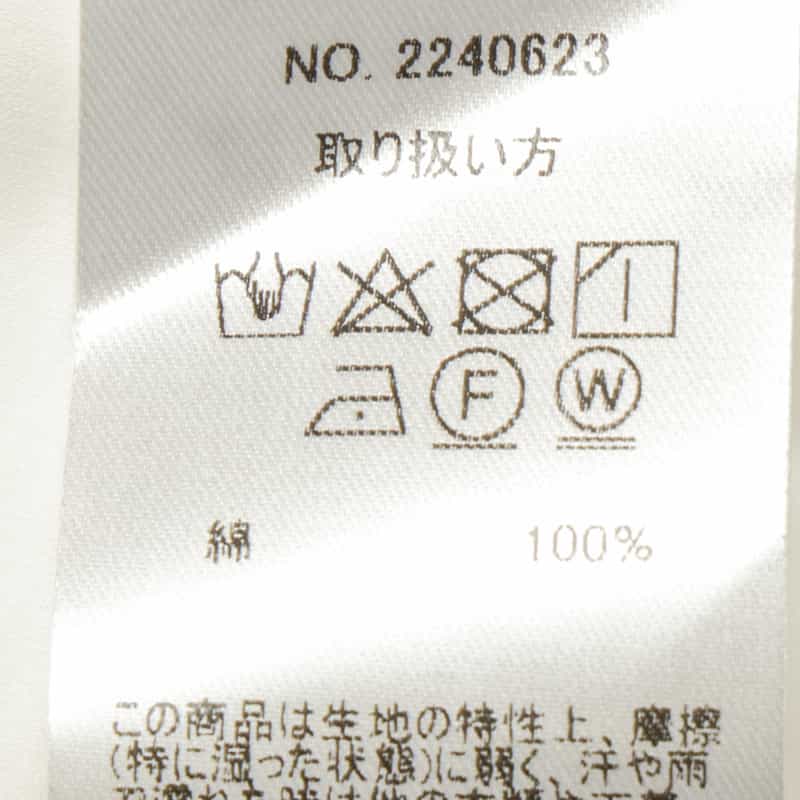 NO. 2240623
取り扱い方
F W
綿 100%
この商品は生地の特性上、摩擦
(特に湿った状態)に弱く、汗や雨